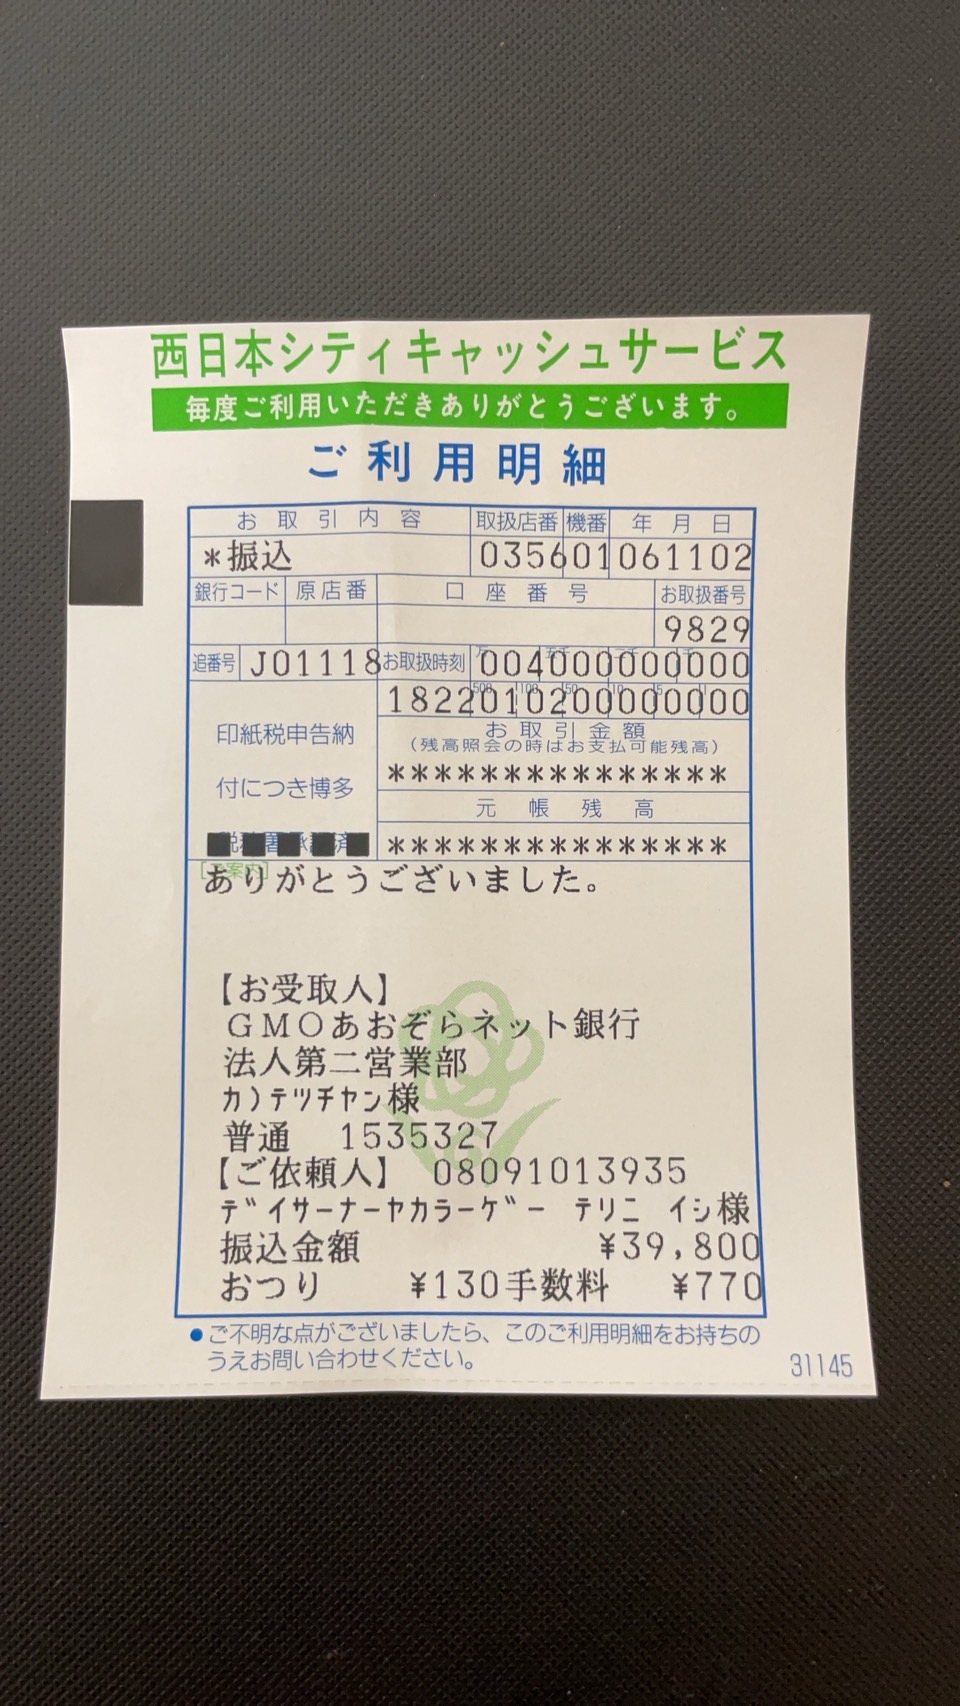 西日本シティキャッシュサービス
毎度ご利用いただきありがとうございます。
ご利用明細
お取引内容 取扱店番 機番 年月日
*振込 0356 01 061102
銀行コード 原店番 口座番号 お取扱番号
9829
追番号 J01118 お取扱時刻 004000000000
1822 01020000000
印紙税申告納
付につき博多
お取引金額
(残高照会の時はお支払可能残高)
***************
元帳残高
***************
[ご案内]
ありがとうございました。
【お受取人】
GMOあおぞらネット銀行
法人第二営業部
カ)テツチヤン様
普通 1535327
【ご依頼人】 08091013935
デイサーナーヤカラーゲー テリニ イシ様
振込金額 ¥39,800
おつり ¥130手数料 ¥770
●ご不明な点がございましたら、このご利用明細をお持ちの
うえお問い合わせください。
31145